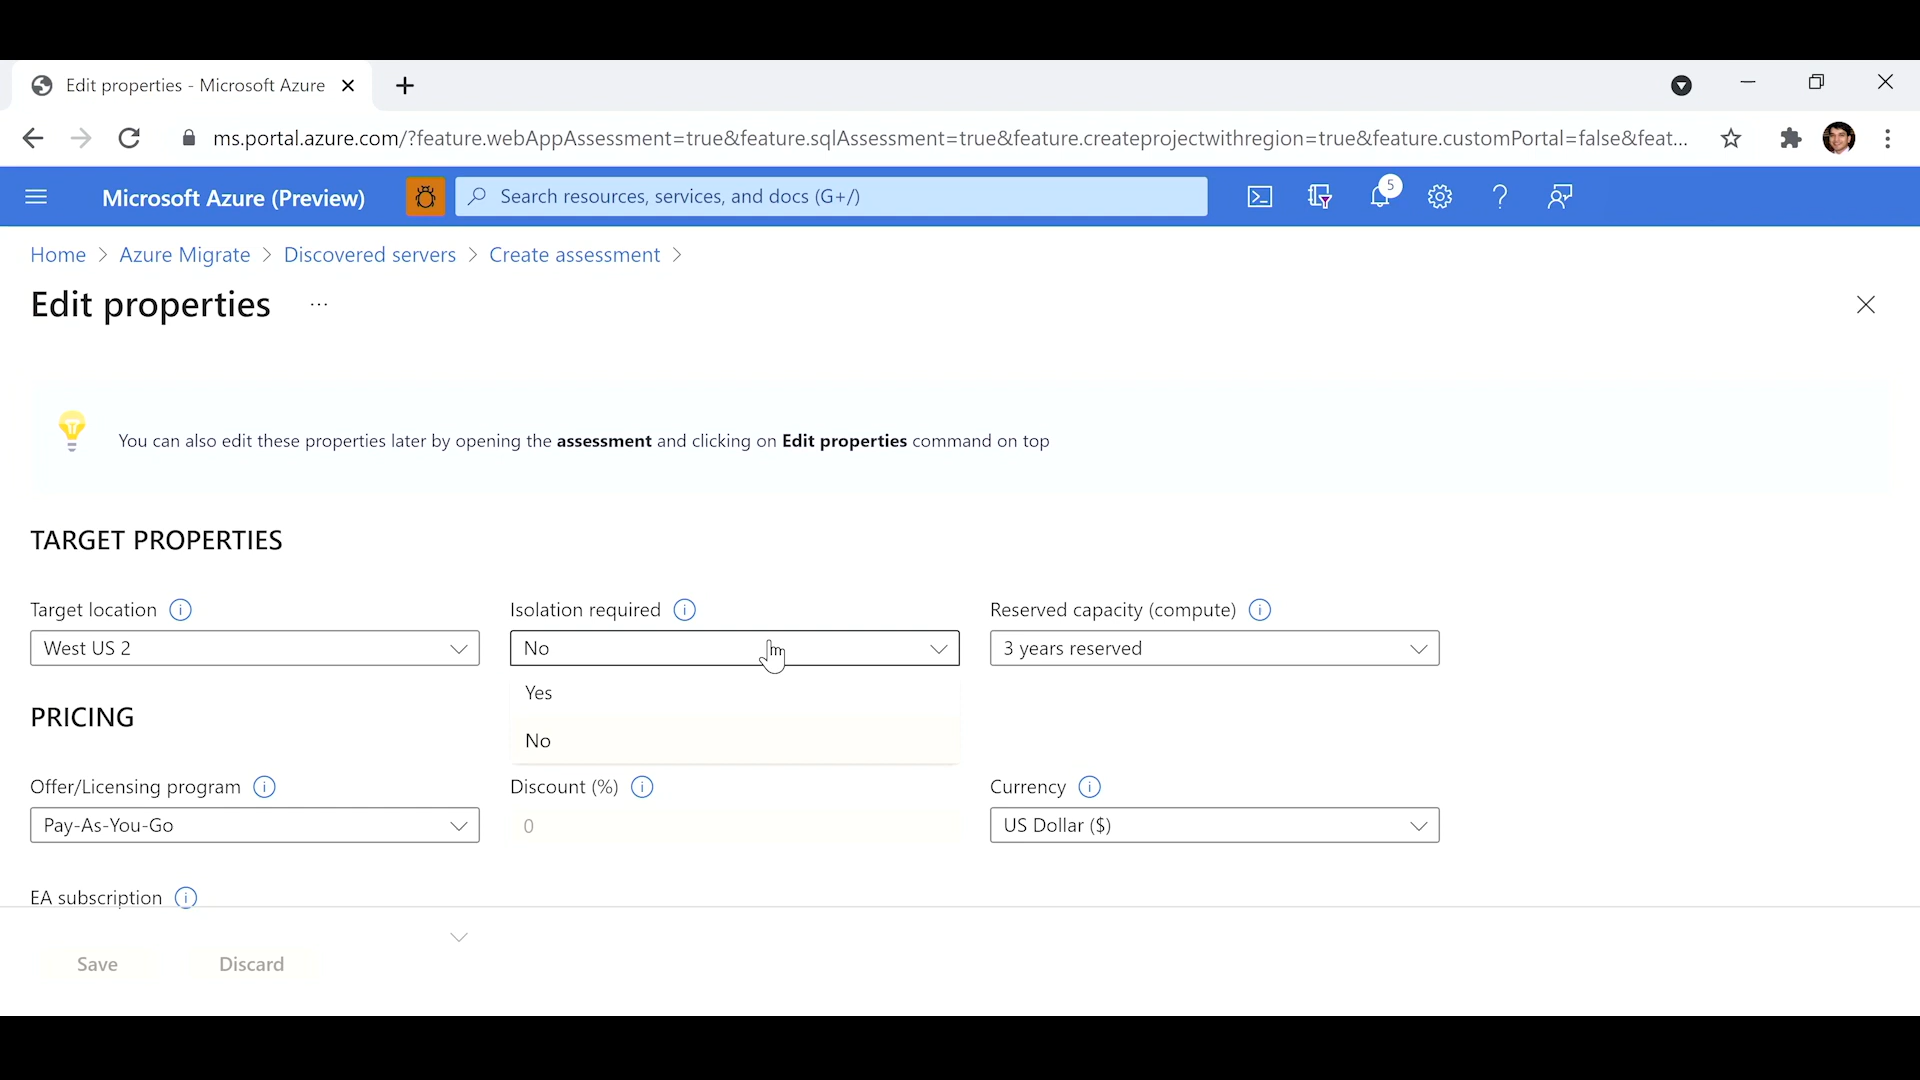 Edit properties - Microsoft Azure
ms.portal.azure.com/?feature.webAppAssessment=true&feature.sqlAssessment=true&feature.createprojectwithregion=true&feature.customPortal=false&feat...
Microsoft Azure (Preview)
Search resources, services, and docs (G+/)
5
Home > Azure Migrate > Discovered servers > Create assessment >
Edit properties ...
You can also edit these properties later by opening the assessment and clicking on Edit properties command on top
TARGET PROPERTIES
Target location
Isolation required
Reserved capacity (compute)
West US 2
No
3 years reserved
Yes
No
PRICING
Offer/Licensing program
Discount (%)
Currency
Pay-As-You-Go
0
US Dollar ($)
EA subscription
Save
Discard